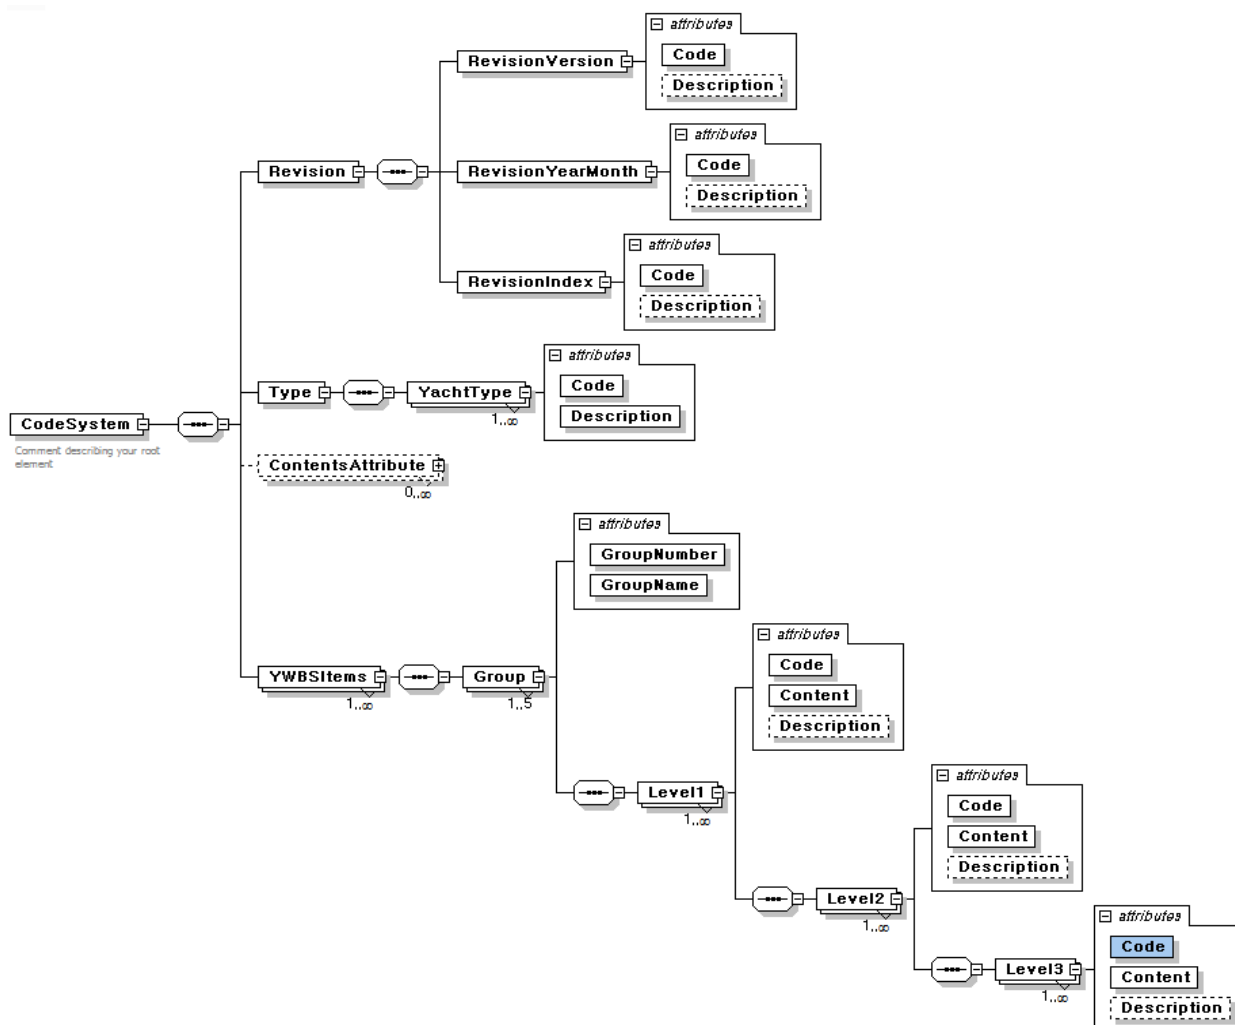 attributes
Code
Description
RevisionVersion
attributes
Code
Description
Revision
RevisionYearMonth
attributes
Code
Description
RevisionIndex
attributes
Code
Description
Type
YachtType
1..∞
CodeSystem
Comment describing your root
element
ContentsAttribute
0..∞
attributes
GroupNumber
GroupName
YWBSItems
1..∞
Group
1..5
attributes
Code
Content
Description
Level1
1..∞
attributes
Code
Content
Description
Level2
1..∞
attributes
Code
Content
Description
Level3
1..∞